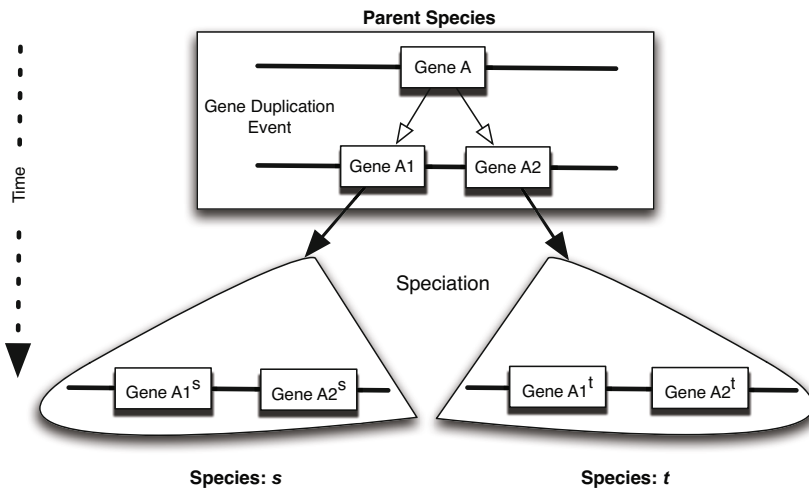 Parent Species
Gene A
Gene Duplication
Event
Gene A1
Gene A2
Time
Speciation
Gene A1ˢ
Gene A2ˢ
Gene A1ᵗ
Gene A2ᵗ
Species: s
Species: t